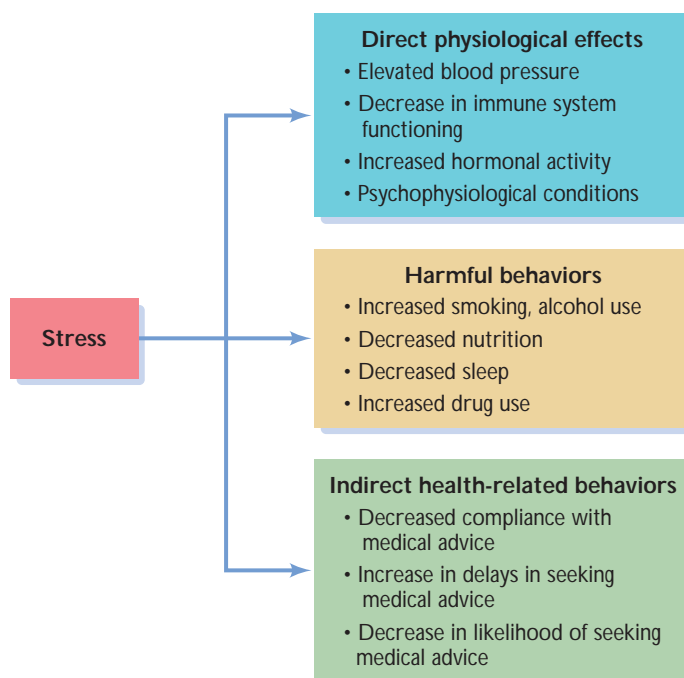 Direct physiological effects
• Elevated blood pressure
• Decrease in immune system
functioning
• Increased hormonal activity
• Psychophysiological conditions
Stress
Harmful behaviors
• Increased smoking, alcohol use
• Decreased nutrition
• Decreased sleep
• Increased drug use
Indirect health-related behaviors
• Decreased compliance with
medical advice
• Increase in delays in seeking
medical advice
• Decrease in likelihood of seeking
medical advice